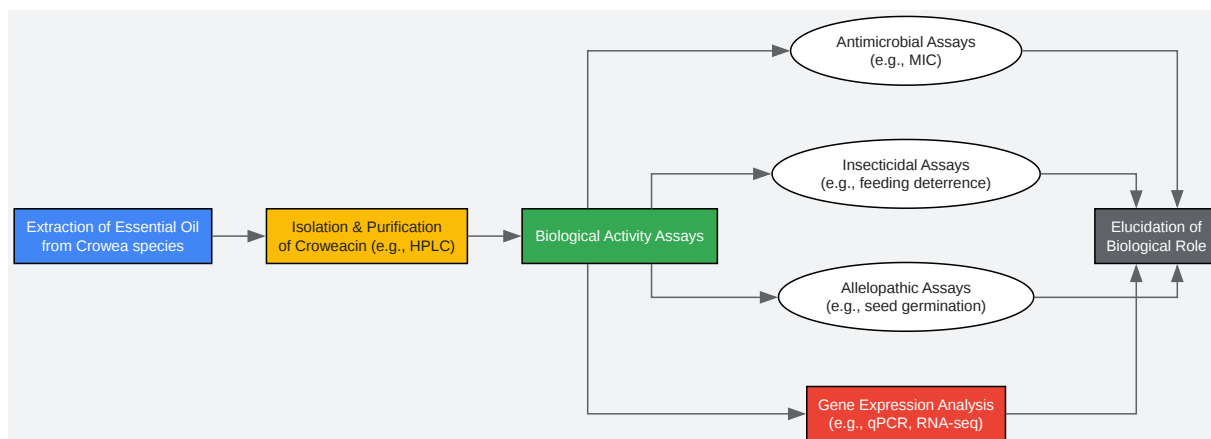 Extraction of Essential Oil
from Crowea species
Isolation & Purification
of Croweacin (e.g., HPLC)
Biological Activity Assays
Antimicrobial Assays
(e.g., MIC)
Insecticidal Assays
(e.g., feeding deterrence)
Allelopathic Assays
(e.g., seed germination)
Gene Expression Analysis
(e.g., qPCR, RNA-seq)
Elucidation of
Biological Role